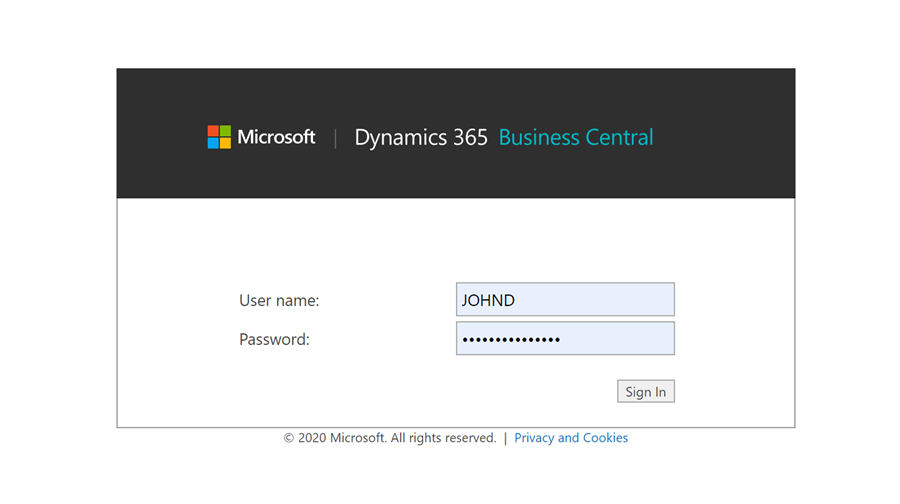 Microsoft | Dynamics 365 Business Central
User name: JOHND
Password: •••••••••••••••
Sign In
© 2020 Microsoft. All rights reserved. | Privacy and Cookies